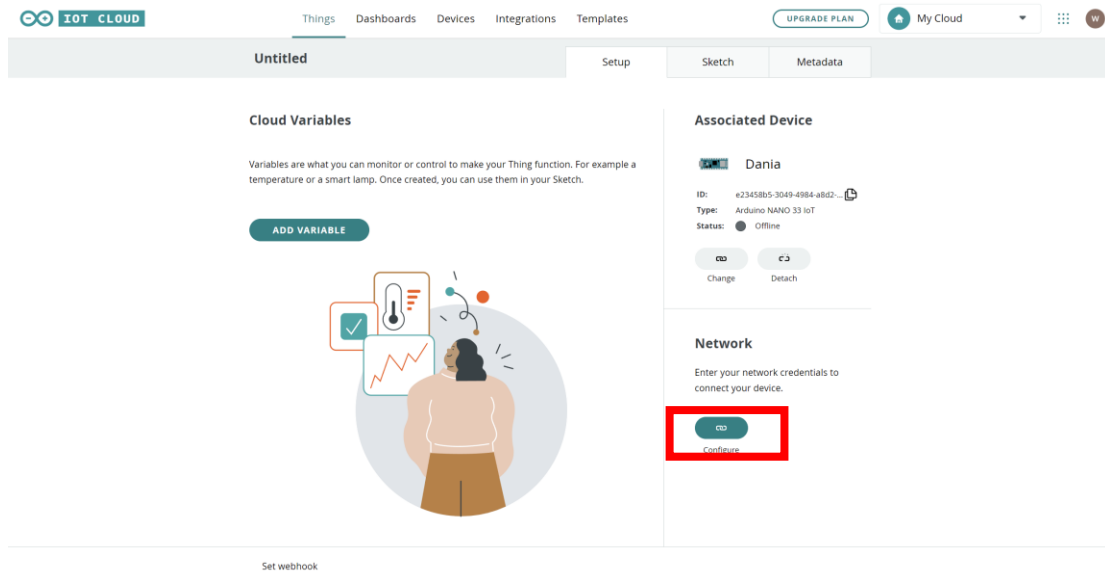 IOT CLOUD
Things Dashboards Devices Integrations Templates
UPGRADE PLAN
My Cloud
W
Untitled
Setup
Sketch
Metadata
Cloud Variables
Variables are what you can monitor or control to make your Thing function. For example a
temperature or a smart lamp. Once created, you can use them in your Sketch.
ADD VARIABLE
Associated Device
Dania
ID: e23458b5-3049-4984-a8d2-...
Type: Arduino NANO 33 IoT
Status: Offline
Change
Detach
Network
Enter your network credentials to
connect your device.
Configure
Set webhook